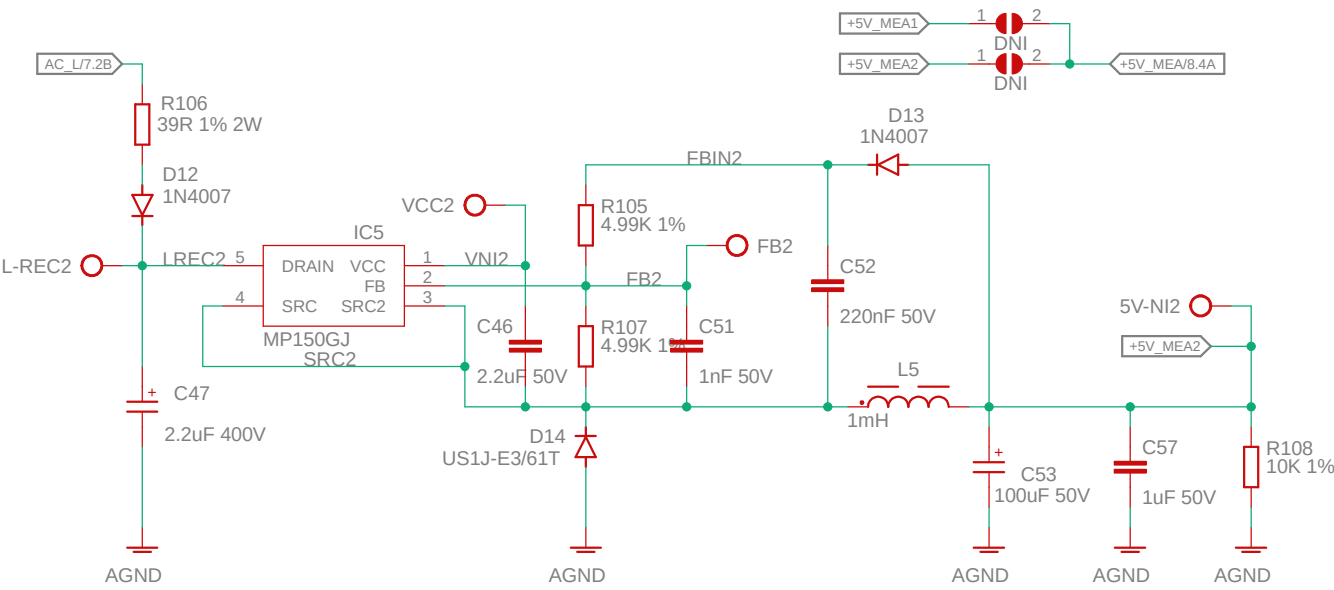 +5V_MEA1
1
2
DNI
+5V_MEA2
1
2
DNI
+5V_MEA/8.4A
AC_L/7.2B
R106
39R 1% 2W
D12
1N4007
D13
1N4007
FBIN2
VCC2
R105
4.99K 1%
IC5
FB2
L-REC2
LREC2
5
DRAIN
VCC
1
VNI2
FB
2
FB2
4
SRC
SRC2
3
MP150GJ
SRC2
C52
220nF 50V
C46
2.2uF 50V
R107
4.99K 1%
C51
1nF 50V
5V-NI2
+5V_MEA2
L5
1mH
C47
+
2.2uF 400V
D14
US1J-E3/61T
+
C53
100uF 50V
C57
1uF 50V
R108
10K 1%
AGND
AGND
AGND
AGND
AGND